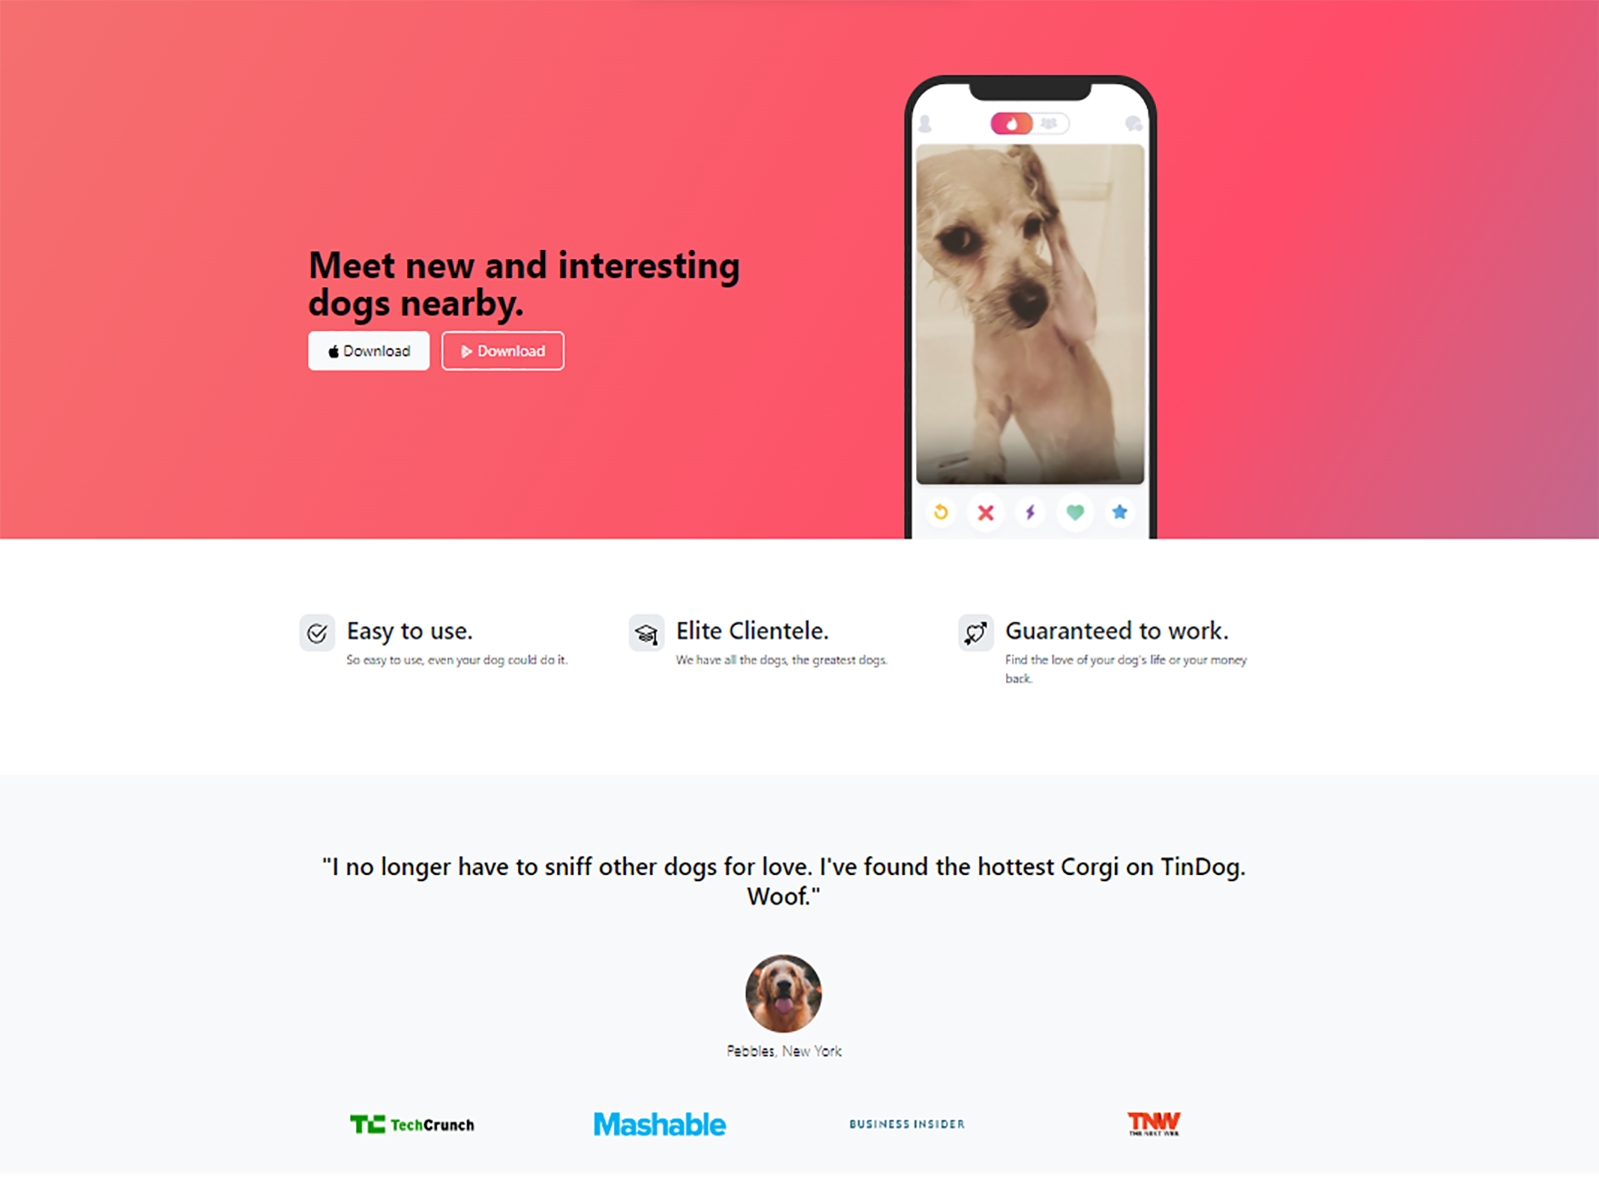 Meet new and interesting
dogs nearby.
Download
Download
Easy to use.
So easy to use, even your dog could do it.
Elite Clientele.
We have all the dogs, the greatest dogs.
Guaranteed to work.
Find the love of your dog's life or your money
back.
"I no longer have to sniff other dogs for love. I've found the hottest Corgi on TinDog.
Woof."
Pebbles, New York
TC TechCrunch
Mashable
BUSINESS INSIDER
TNW
THE NEXT WEB